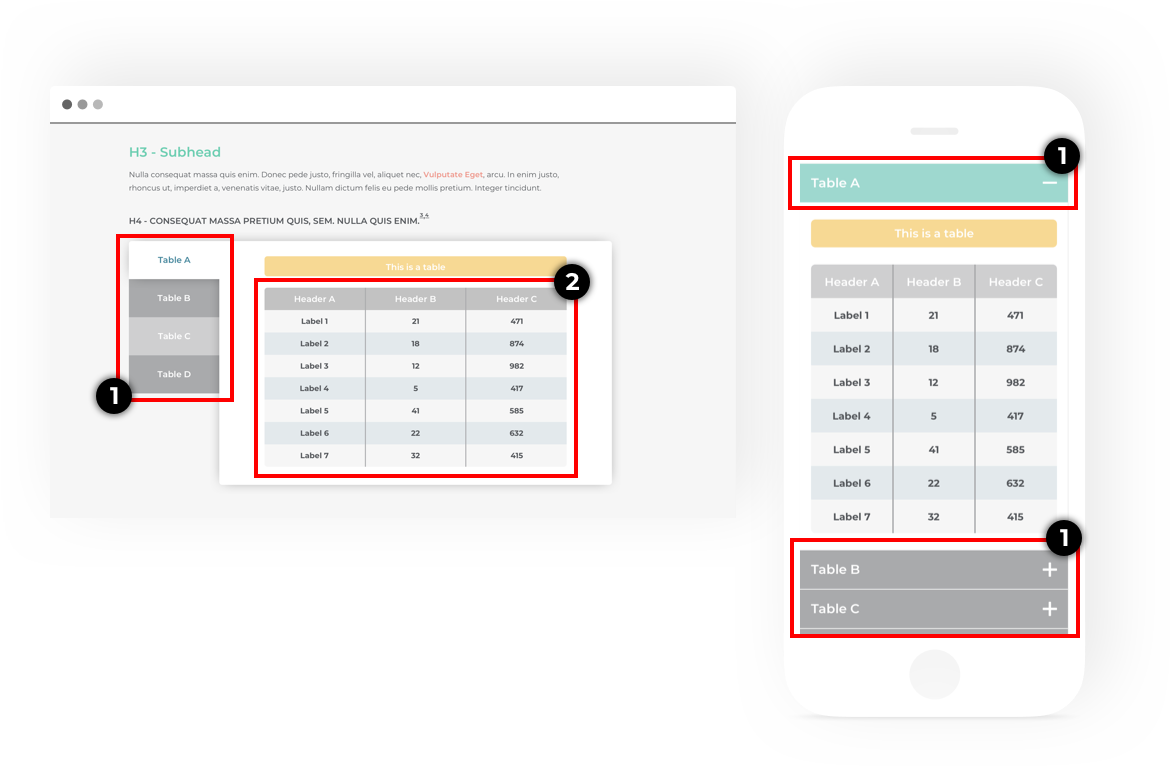 H3 - Subhead
Nulla consequat massa quis enim. Donec pede justo, fringilla vel, aliquet nec, Vulputate Eget, arcu. In enim justo,
rhoncus ut, imperdiet a, venenatis vitae, justo. Nullam dictum felis eu pede mollis pretium. Integer tincidunt.
H4 - CONSEQUAT MASSA PRETIUM QUIS, SEM. NULLA QUIS ENIM.3,4
Table A
Table B
Table C
Table D
1
This is a table
2
Header A Header B Header C
Label 1 21 471
Label 2 18 874
Label 3 12 982
Label 4 5 417
Label 5 41 585
Label 6 22 632
Label 7 32 415
1
Table A
This is a table
Header A Header B Header C
Label 1 21 471
Label 2 18 874
Label 3 12 982
Label 4 5 417
Label 5 41 585
Label 6 22 632
Label 7 32 415
1
Table B
Table C